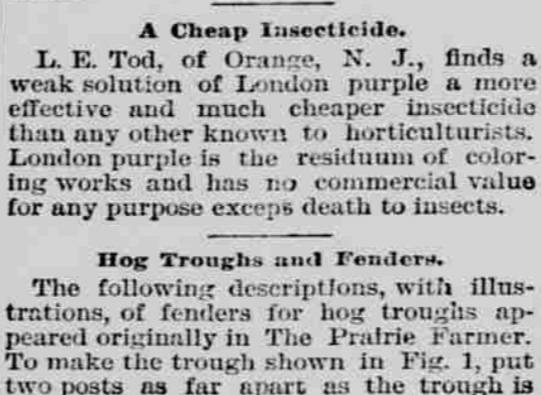 A Cheap Insecticide.
L. E. Tod, of Orange, N. J., finds a
weak solution of London purple a more
effective and much cheaper insecticide
than any other known to horticulturists.
London purple is the residuum of color-
ing works and has no commercial value
for any purpose exceps death to insects.
Hog Troughs and Fenders.
The following descriptions, with illus-
trations, of fenders for hog troughs ap-
peared originally in The Prairie Farmer.
To make the trough shown in Fig. 1, put
two posts as far apart as the trough is